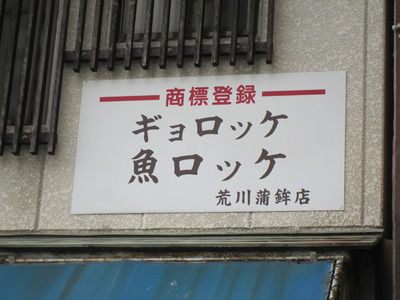 商標登録
ギョロッケ
魚ロッケ
荒川蒲鉾店